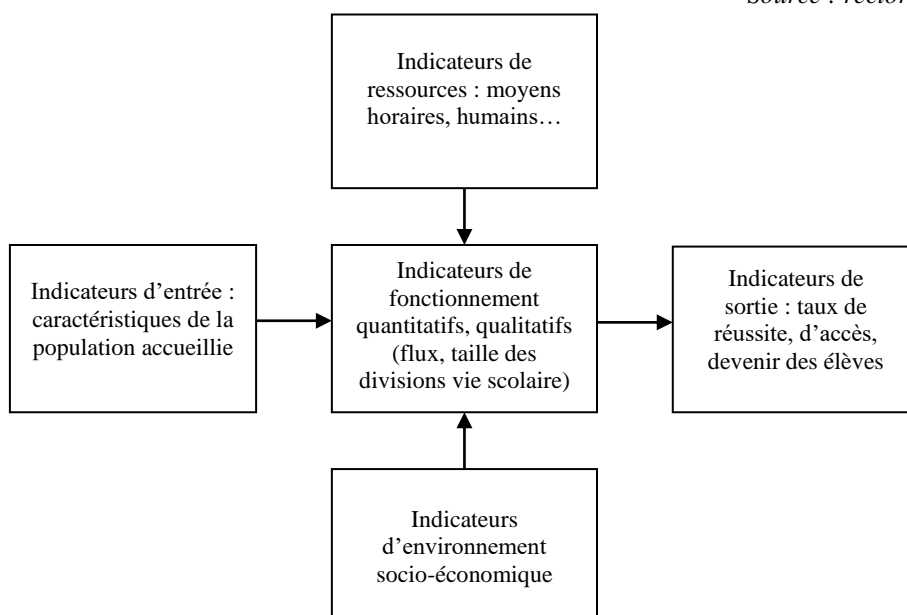 Source : rector
Indicateurs de
ressources : moyens
horaires, humains…
Indicateurs d’entrée :
caractéristiques de la
population accueillie
Indicateurs de
fonctionnement
quantitatifs, qualitatifs
(flux, taille des
divisions vie scolaire)
Indicateurs de
sortie : taux de
réussite, d’accès,
devenir des élèves
Indicateurs
d’environnement
socio-économique